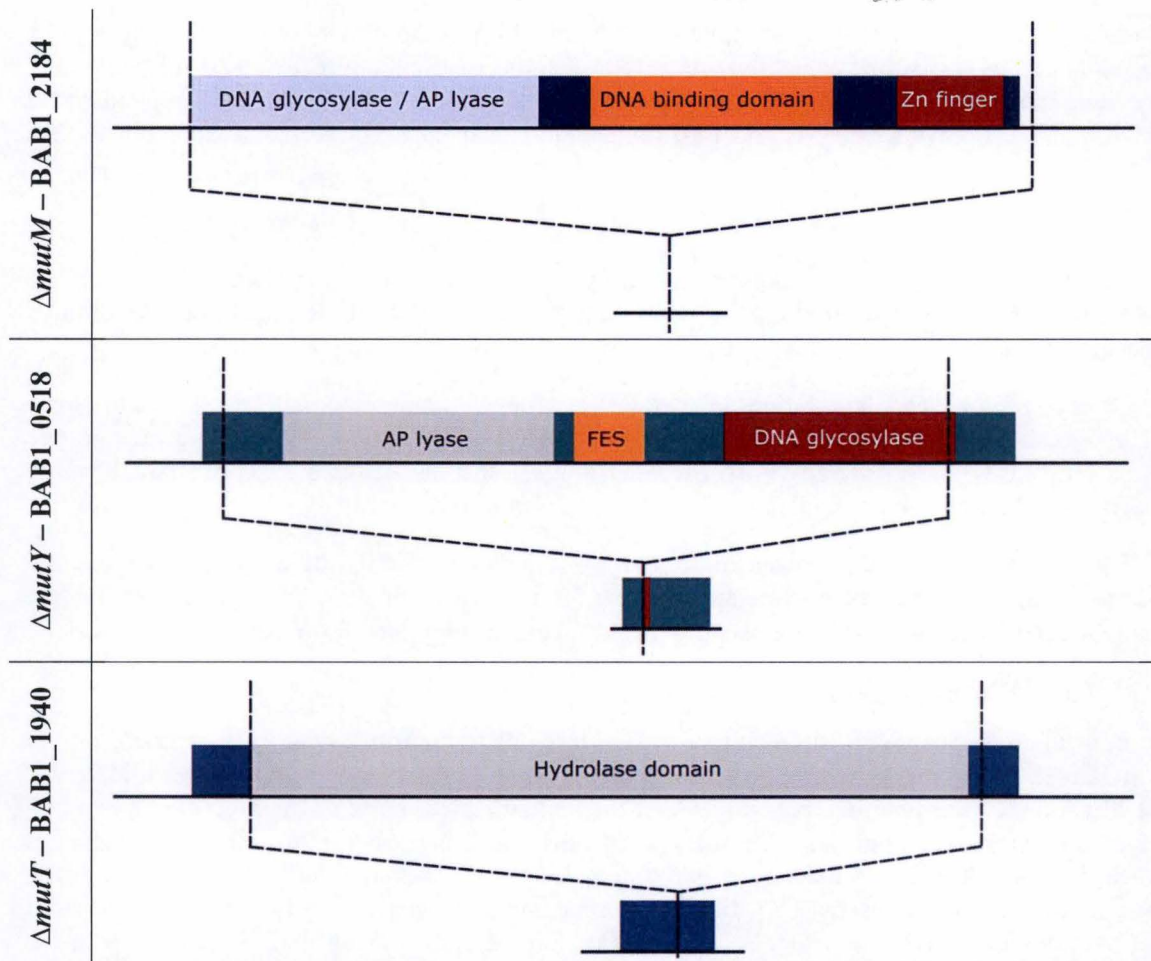 ΔmutM – BAB1_2184
DNA glycosylase / AP lyase
DNA binding domain
Zn finger
ΔmutY – BAB1_0518
AP lyase
FES
DNA glycosylase
ΔmutT – BAB1_1940
Hydrolase domain